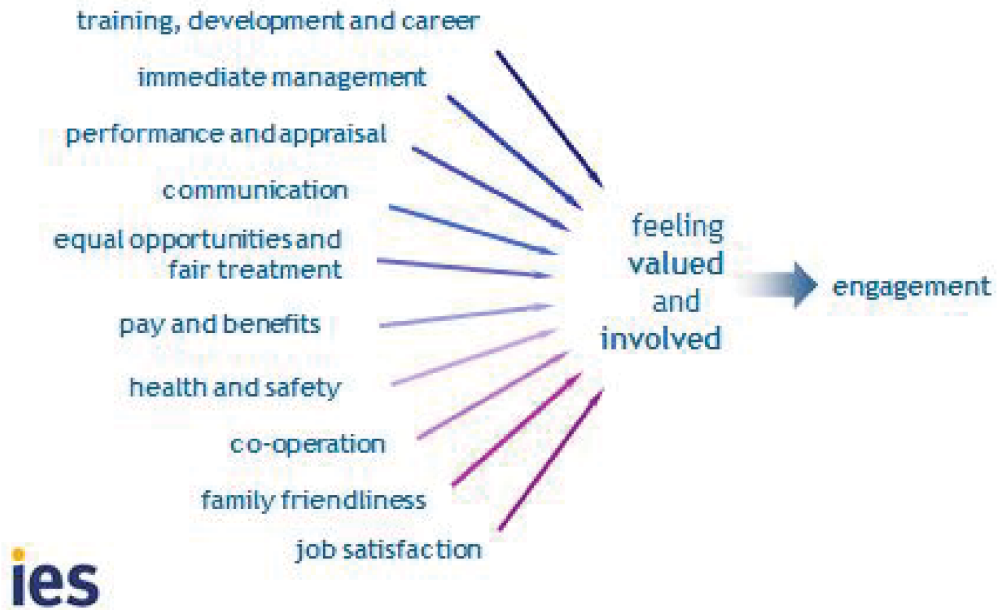 training, development and career
immediate management
performance and appraisal
communication
equal opportunities and
fair treatment
pay and benefits
health and safety
co-operation
family friendliness
job satisfaction
feeling
valued
and
involved
engagement
ies